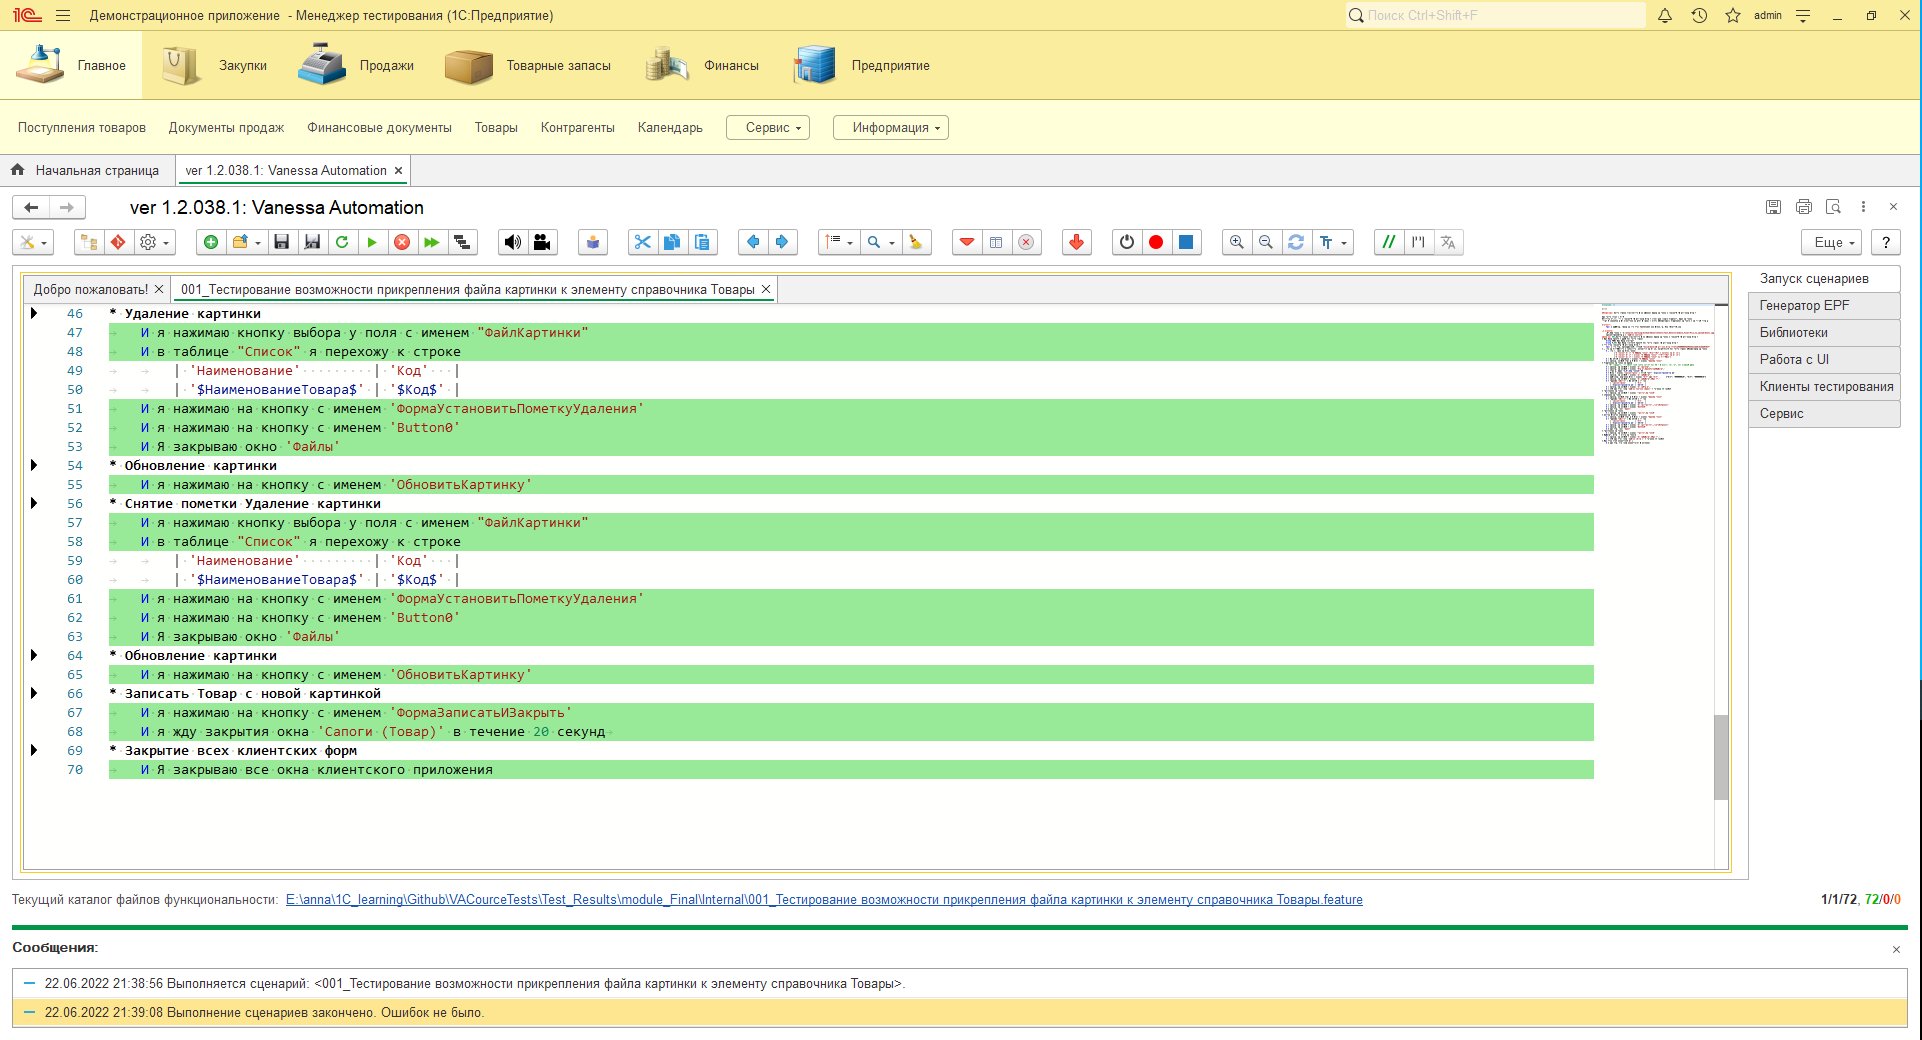 Демонстрационное приложение - Менеджер тестирования (1С:Предприятие)
Поиск Ctrl+Shift+F
admin
Главное
Закупки
Продажи
Товарные запасы
Финансы
Предприятие
Поступления товаров
Документы продаж
Финансовые документы
Товары
Контрагенты
Календарь
Сервис
Информация
Начальная страница
ver 1.2.038.1: Vanessa Automation
ver 1.2.038.1: Vanessa Automation
Еще
?
Добро пожаловать!
001_Тестирование возможности прикрепления файла картинки к элементу справочника Товары
46 * Удаление картинки
47 И я нажимаю кнопку выбора у поля с именем "ФайлКартинки"
48 И в таблице "Список" я перехожу к строке
49 | 'Наименование' | 'Код' |
50 | '$НаименованиеТовара$' | '$Код$' |
51 И я нажимаю на кнопку с именем 'ФормаУстановитьПометкуУдаления'
52 И я нажимаю на кнопку с именем 'Button0'
53 И Я закрываю окно 'Файлы'
54 * Обновление картинки
55 И я нажимаю на кнопку с именем 'ОбновитьКартинку'
56 * Снятие пометки Удаление картинки
57 И я нажимаю кнопку выбора у поля с именем "ФайлКартинки"
58 И в таблице "Список" я перехожу к строке
59 | 'Наименование' | 'Код' |
60 | '$НаименованиеТовара$' | '$Код$' |
61 И я нажимаю на кнопку с именем 'ФормаУстановитьПометкуУдаления'
62 И я нажимаю на кнопку с именем 'Button0'
63 И Я закрываю окно 'Файлы'
64 * Обновление картинки
65 И я нажимаю на кнопку с именем 'ОбновитьКартинку'
66 * Записать Товар с новой картинкой
67 И я нажимаю на кнопку с именем 'ФормаЗаписатьИЗакрыть'
68 И я жду закрытия окна 'Сапоги (Товар)' в течение 20 секунд
69 * Закрытие всех клиентских форм
70 И Я закрываю все окна клиентского приложения
Запуск сценариев
Генератор EPF
Библиотеки
Работа с UI
Клиенты тестирования
Сервис
Текущий каталог файлов функциональности: E:\anna\1C_learning\Github\VACourceTests\Test_Results\module_Final\Internal\001_Тестирование возможности прикрепления файла картинки к элементу справочника Товары.feature
1/1/72, 72/0/0
Сообщения:
22.06.2022 21:38:56 Выполняется сценарий: <001_Тестирование возможности прикрепления файла картинки к элементу справочника Товары>.
22.06.2022 21:39:08 Выполнение сценариев закончено. Ошибок не было.